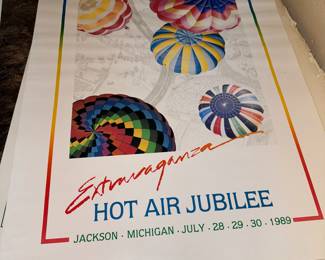 Extravaganza
HOT AIR JUBILEE
JACKSON · MICHIGAN · JULY · 28 · 29 · 30 · 1989